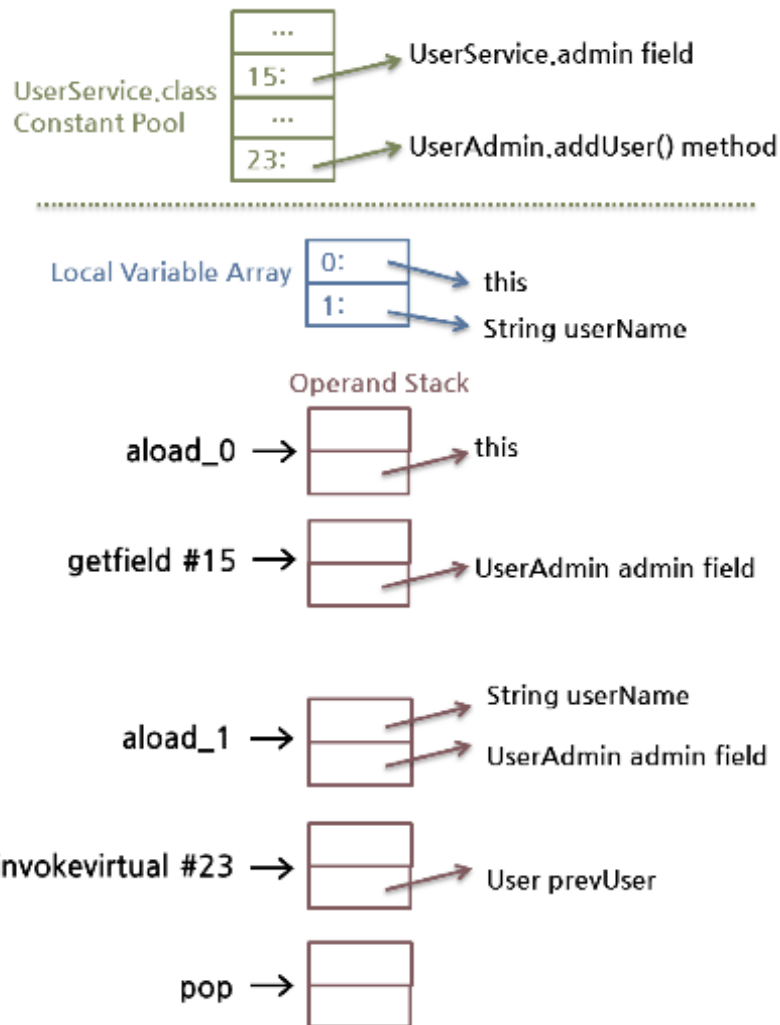 ...
15:
UserService.admin field
UserService.class
Constant Pool
...
23:
UserAdmin.addUser() method
Local Variable Array
0:
this
1:
String userName
Operand Stack
aload_0
this
getfield #15
UserAdmin admin field
aload_1
String userName
UserAdmin admin field
nvokevirtual #23
User prevUser
pop